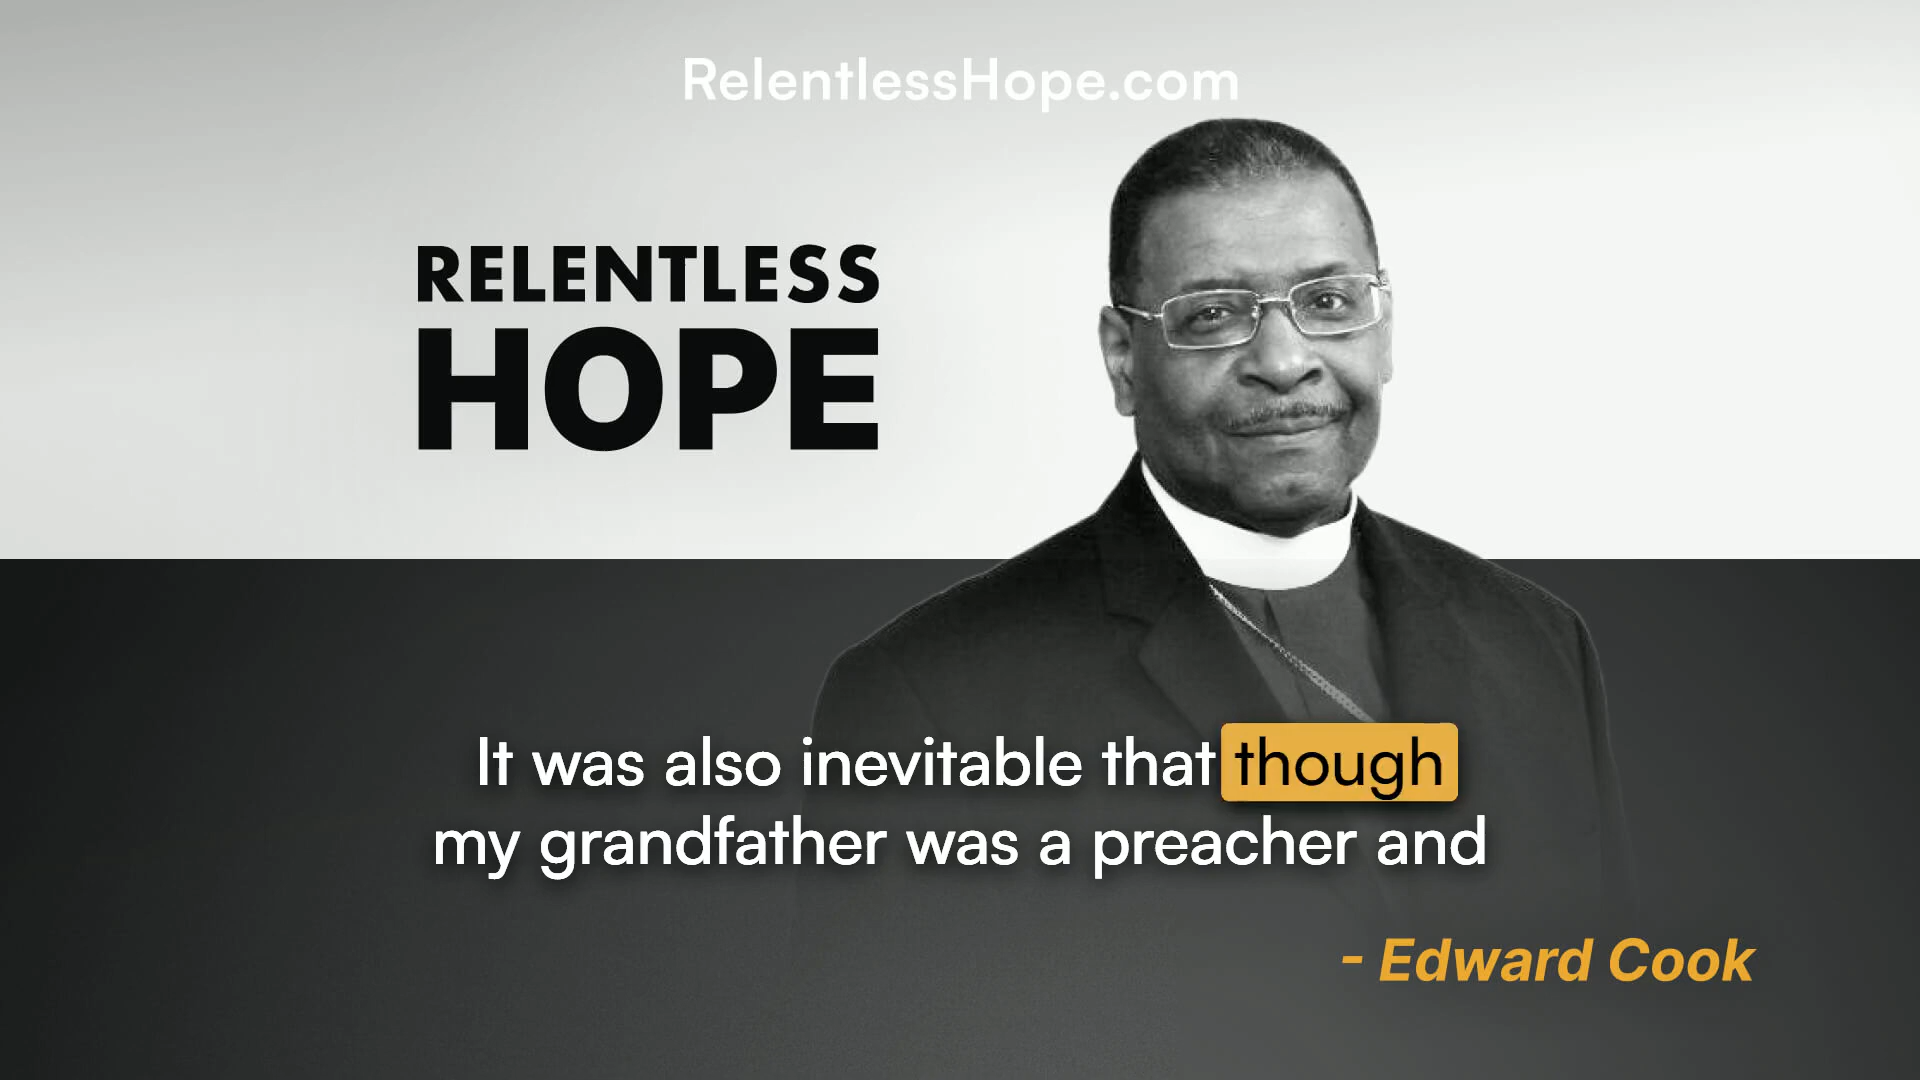 RelentlessHope.com
RELENTLESS
HOPE
It was also inevitable that though
my grandfather was a preacher and
- Edward Cook